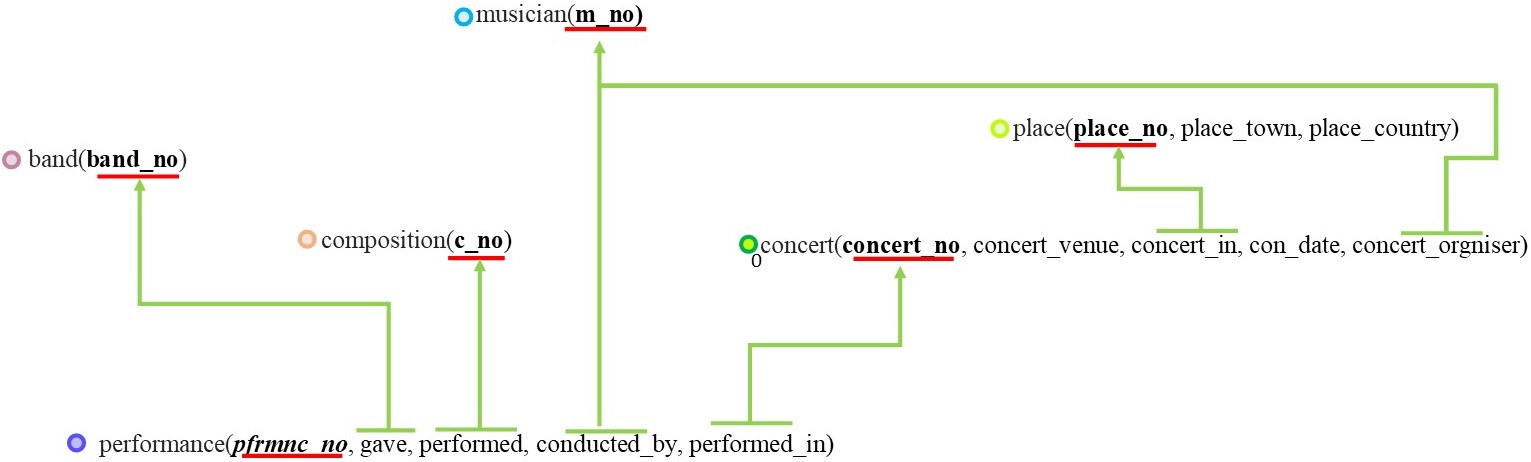 musician(m_no)
place(place_no, place_town, place_country)
band(band_no)
composition(c_no)
concert(concert_no, concert_venue, concert_in, con_date, concert_orgniser)
0
performance(pfrmnc_no, gave, performed, conducted_by, performed_in)